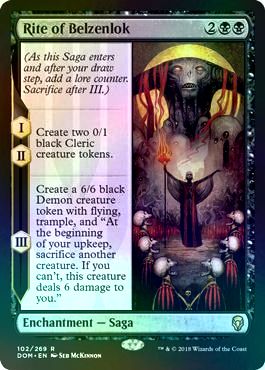 Rite of Belzenlok 2
(As this Saga enters
and after your draw
step, add a lore counter.
Sacrifice after III.)
I
II
Create two 0/1
black Cleric
creature tokens.
III
Create a 6/6 black
Demon creature
token with flying,
trample, and “At the
beginning of your upkeep,
sacrifice another
creature. If you
can’t, this creature
deals 6 damage to
you.”
Enchantment — Saga
102/269 R
DOM • EN Seb McKinnon
™ & © 2018 Wizards of the Coast